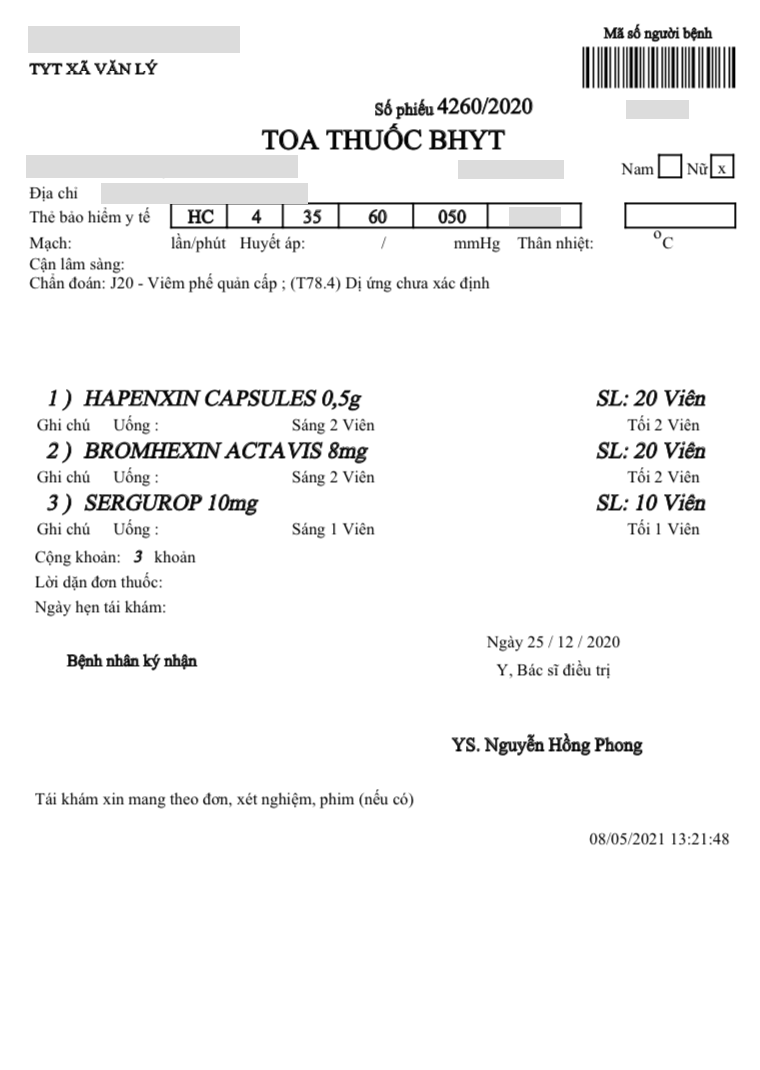 Mã số người bệnh
TYT XÃ VĂN LÝ
Số phiếu 4260/2020
TOA THUỐC BHYT
Nam Nữ x
Địa chỉ
Thẻ bảo hiểm y tế HC 4 35 60 050
Mạch: lần/phút Huyết áp: / mmHg Thân nhiệt: °C
Cận lâm sàng:
Chẩn đoán: J20 - Viêm phế quản cấp ; (T78.4) Dị ứng chưa xác định
1 ) HAPENXIN CAPSULES 0,5g SL: 20 Viên
Ghi chú Uống : Sáng 2 Viên Tối 2 Viên
2 ) BROMHEXIN ACTAVIS 8mg SL: 20 Viên
Ghi chú Uống : Sáng 2 Viên Tối 2 Viên
3 ) SERGUROP 10mg SL: 10 Viên
Ghi chú Uống : Sáng 1 Viên Tối 1 Viên
Cộng khoản: 3 khoản
Lời dặn đơn thuốc:
Ngày hẹn tái khám:
Ngày 25 / 12 / 2020
Bệnh nhân ký nhận
Y, Bác sĩ điều trị
YS. Nguyễn Hồng Phong
Tái khám xin mang theo đơn, xét nghiệm, phim (nếu có)
08/05/2021 13:21:48